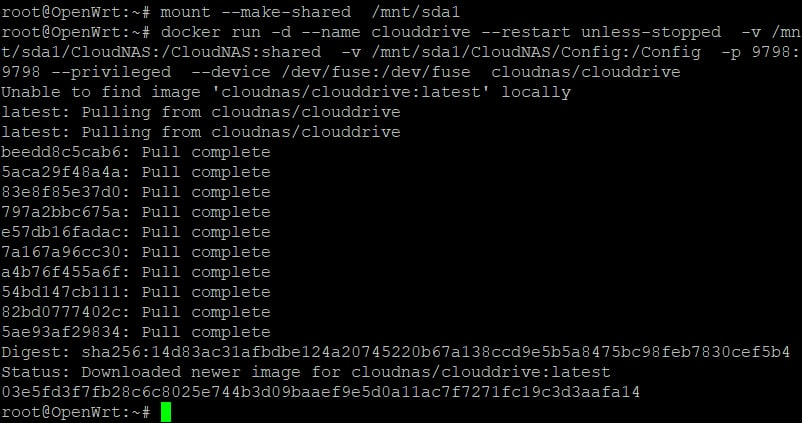 root@OpenWrt:~# mount --make-shared  /mnt/sda1
root@OpenWrt:~# docker run -d --name clouddrive --restart unless-stopped  -v /mn
t/sda1/CloudNAS:/CloudNAS:shared  -v /mnt/sda1/CloudNAS/Config:/Config  -p 9798:
9798 --privileged  --device /dev/fuse:/dev/fuse  cloudnas/clouddrive
Unable to find image 'cloudnas/clouddrive:latest' locally
latest: Pulling from cloudnas/clouddrive
latest: Pulling from cloudnas/clouddrive
beedd8c5cab6: Pull complete
5aca29f48a4a: Pull complete
83e8f85e37d0: Pull complete
797a2bbc675a: Pull complete
e57db16fadac: Pull complete
7a167a96cc30: Pull complete
a4b76f455a6f: Pull complete
54bd147cb111: Pull complete
82bd0777402c: Pull complete
5ae93af29834: Pull complete
Digest: sha256:14d83ac31afbdbe124a20745220b67a138ccd9e5b5a8475bc98feb7830cef5b4
Status: Downloaded newer image for cloudnas/clouddrive:latest
03e5fd3f7fb28c6c8025e744b3d09baaef9e5d0a11ac7f7271fc19c3d3aafa14
root@OpenWrt:~#